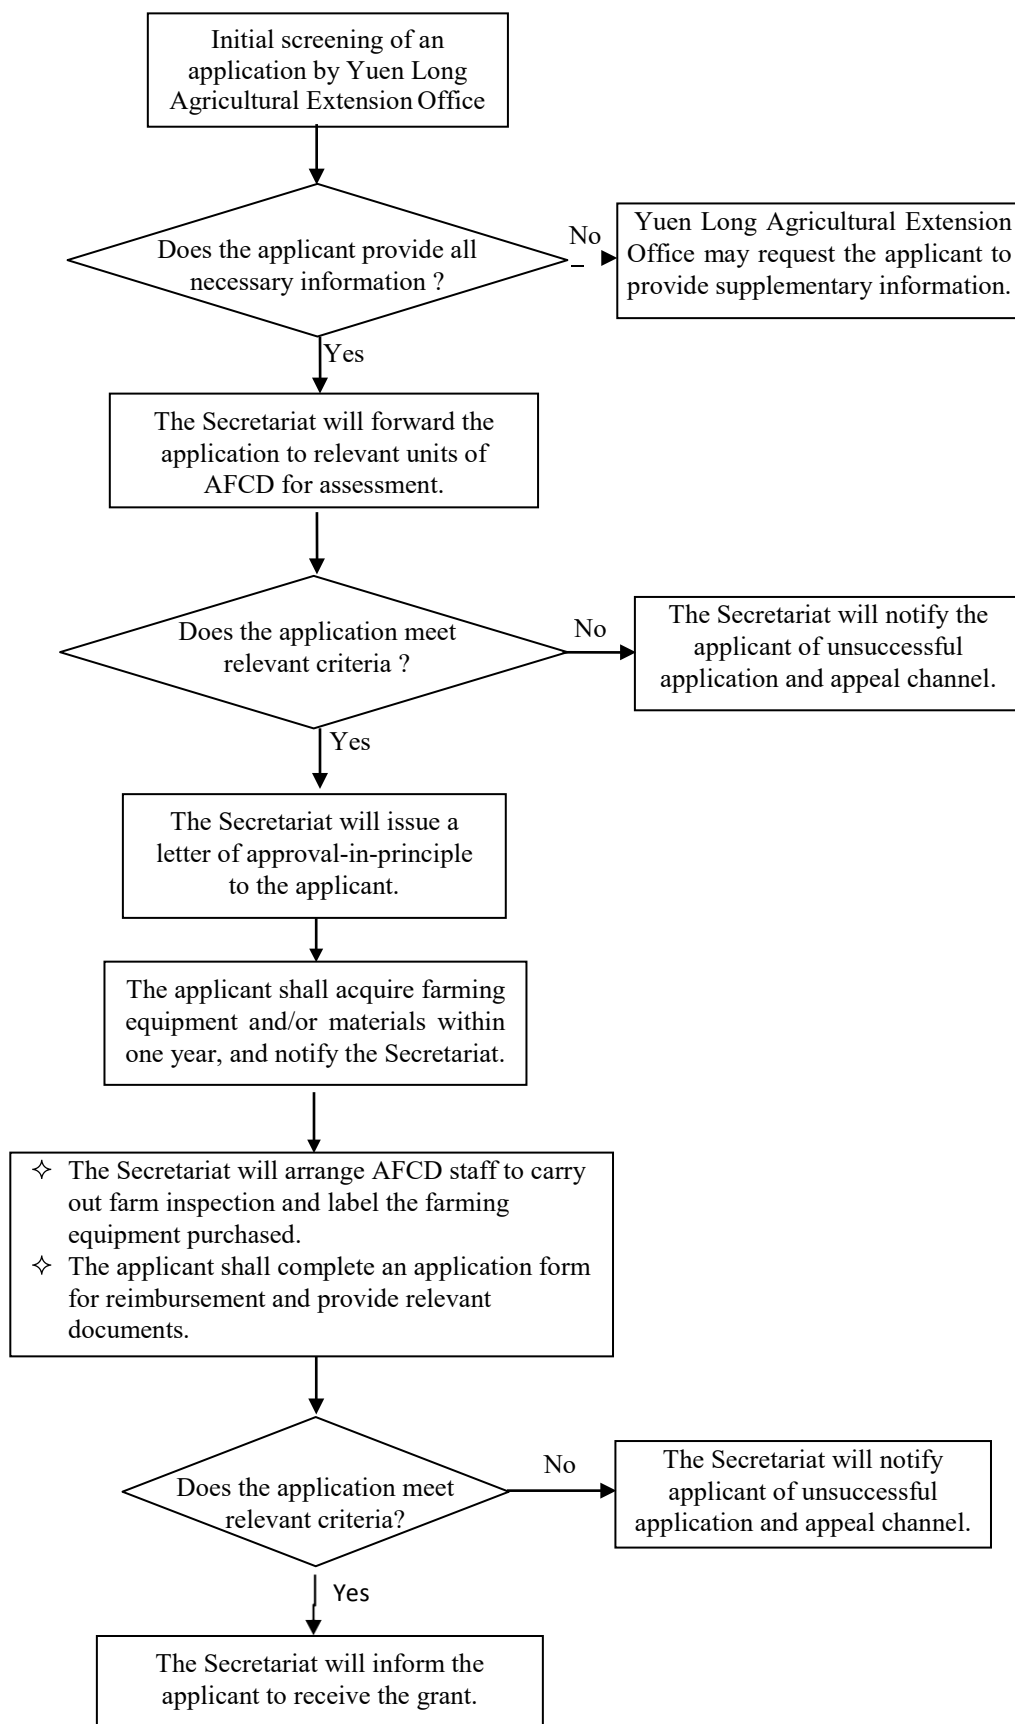 Initial screening of an
application by Yuen Long
Agricultural Extension Office
Does the applicant provide all
necessary information ?
No
Yuen Long Agricultural Extension
Office may request the applicant to
provide supplementary information.
Yes
The Secretariat will forward the
application to relevant units of
AFCD for assessment.
Does the application meet
relevant criteria ?
No
The Secretariat will notify the
applicant of unsuccessful
application and appeal channel.
Yes
The Secretariat will issue a
letter of approval-in-principle
to the applicant.
The applicant shall acquire farming
equipment and/or materials within
one year, and notify the Secretariat.
✧ The Secretariat will arrange AFCD staff to carry
out farm inspection and label the farming
equipment purchased.
✧ The applicant shall complete an application form
for reimbursement and provide relevant
documents.
Does the application meet
relevant criteria?
No
The Secretariat will notify
applicant of unsuccessful
application and appeal channel.
Yes
The Secretariat will inform the
applicant to receive the grant.